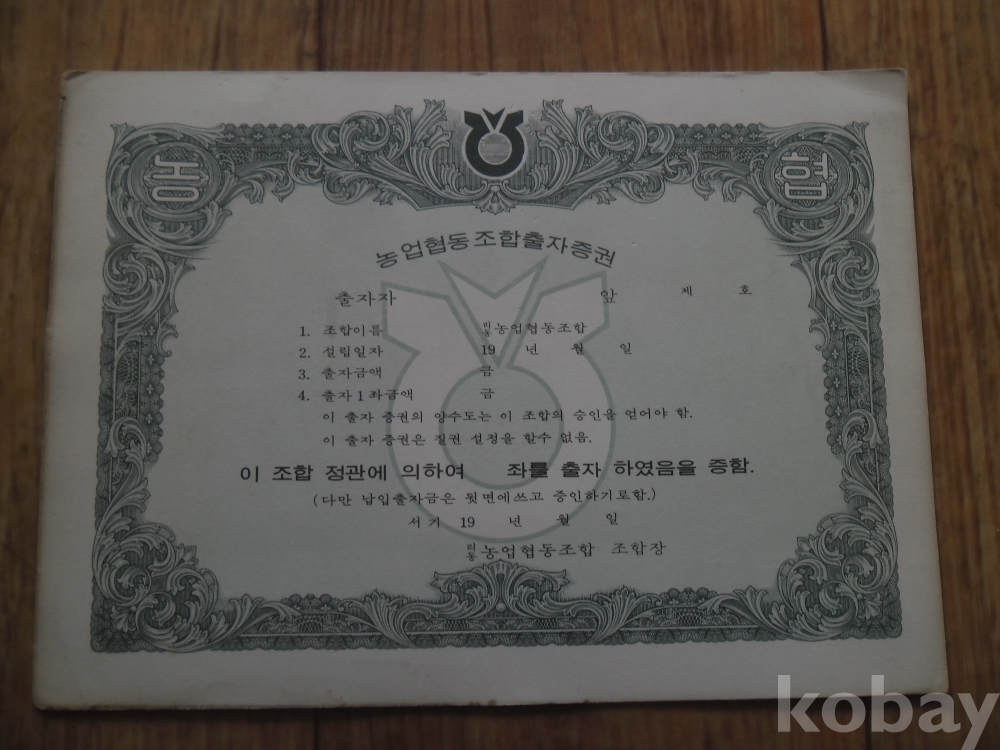 농 협
농업협동조합출자증권
출자자 앞 제 호
1. 조합이름 리동 농업협동조합
2. 설립일자 19 년 월 일
3. 출자금액 금
4. 출자 1 좌금액 금
이 출자 증권의 양수도는 이 조합의 승인을 얻어야 함.
이 출자 증권은 질권 설정을 할수 없음.
이 조합 정관에 의하여 좌를 출자 하였음을 증함.
(다만 납입출자금은 뒷면에쓰고 증인하기로함.)
서기 19 년 월 일
리동 농업협동조합 조합장
kobay